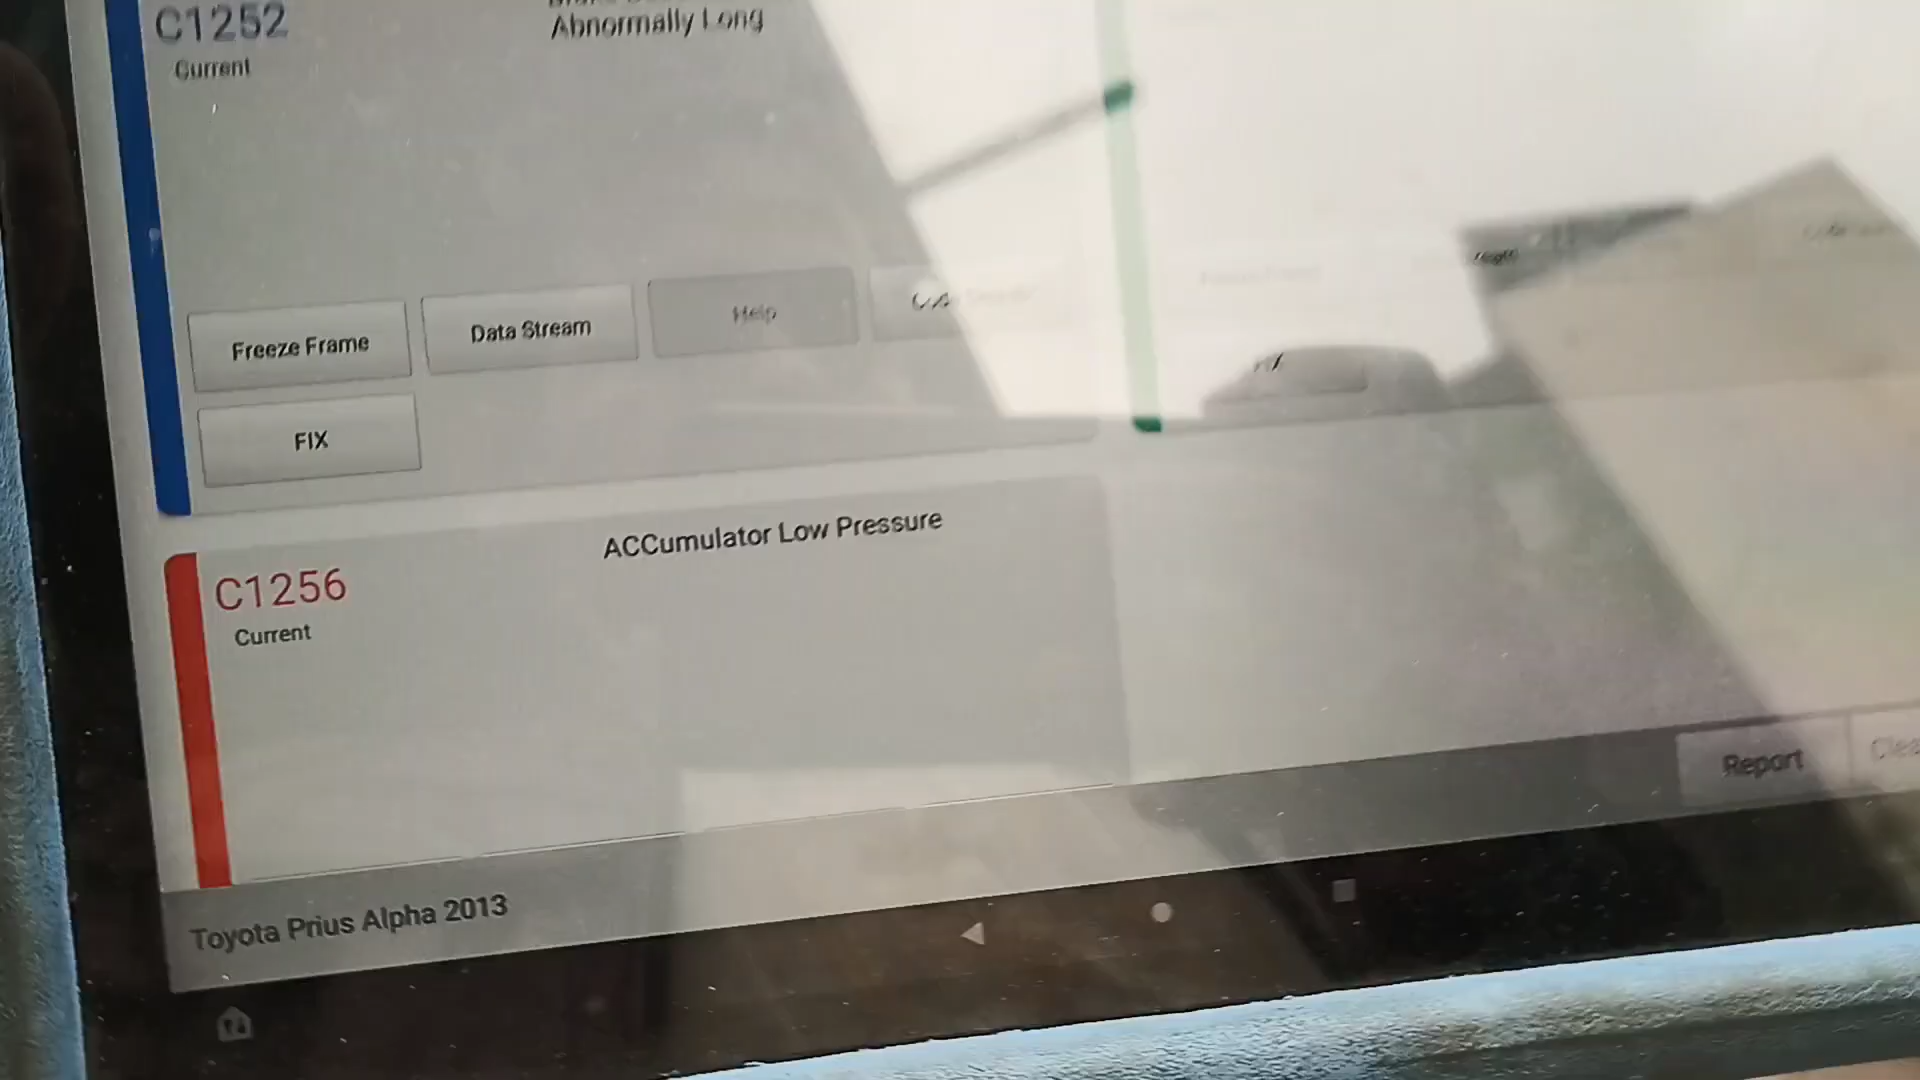 C1252
Abnormally Long
Current
Freeze Frame
Data Stream
Help
FIX
ACCumulator Low Pressure
C1256
Current
Report
Toyota Prius Alpha 2013